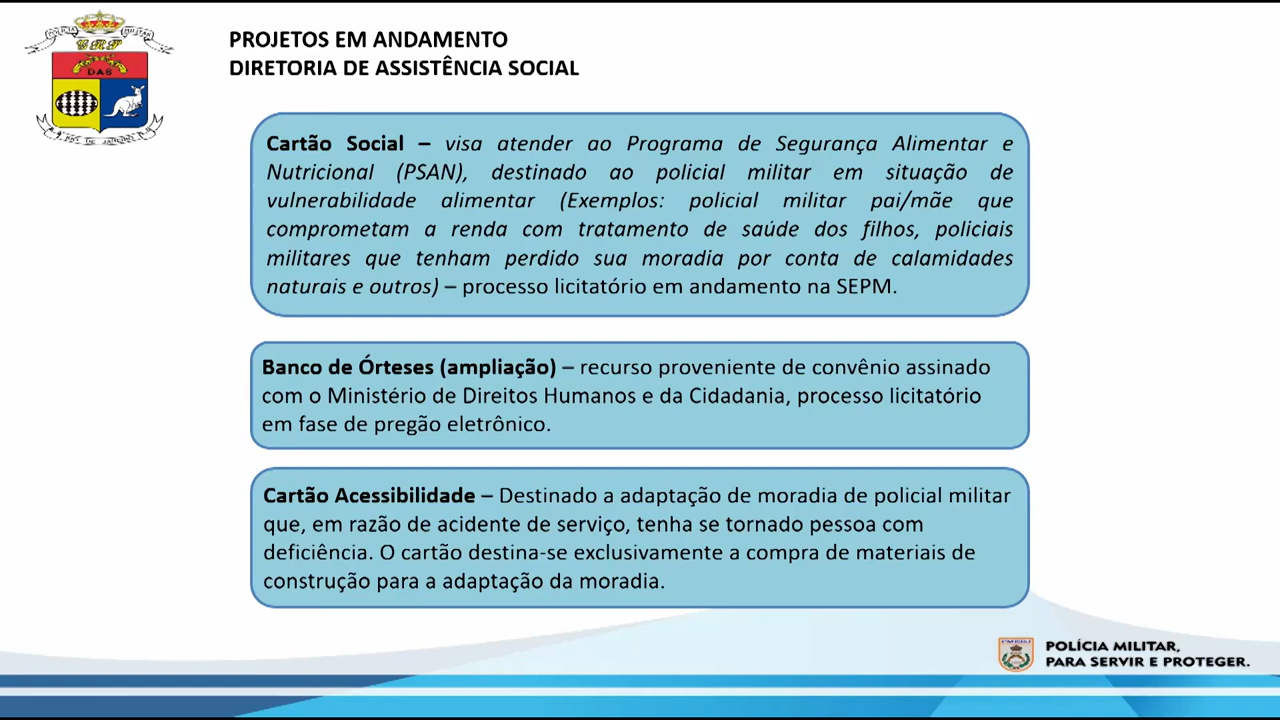 POLÍCIA MILITAR
DAS
PROJETOS EM ANDAMENTO
DIRETORIA DE ASSISTÊNCIA SOCIAL
Cartão Social – visa atender ao Programa de Segurança Alimentar e
Nutricional (PSAN), destinado ao policial militar em situação de
vulnerabilidade alimentar (Exemplos: policial militar pai/mãe que
comprometam a renda com tratamento de saúde dos filhos, policiais
militares que tenham perdido sua moradia por conta de calamidades
naturais e outros) – processo licitatório em andamento na SEPM.
Banco de Órteses (ampliação) – recurso proveniente de convênio assinado
com o Ministério de Direitos Humanos e da Cidadania, processo licitatório
em fase de pregão eletrônico.
Cartão Acessibilidade – Destinado a adaptação de moradia de policial militar
que, em razão de acidente de serviço, tenha se tornado pessoa com
deficiência. O cartão destina-se exclusivamente a compra de materiais de
construção para a adaptação da moradia.
POLÍCIA MILITAR,
PARA SERVIR E PROTEGER.